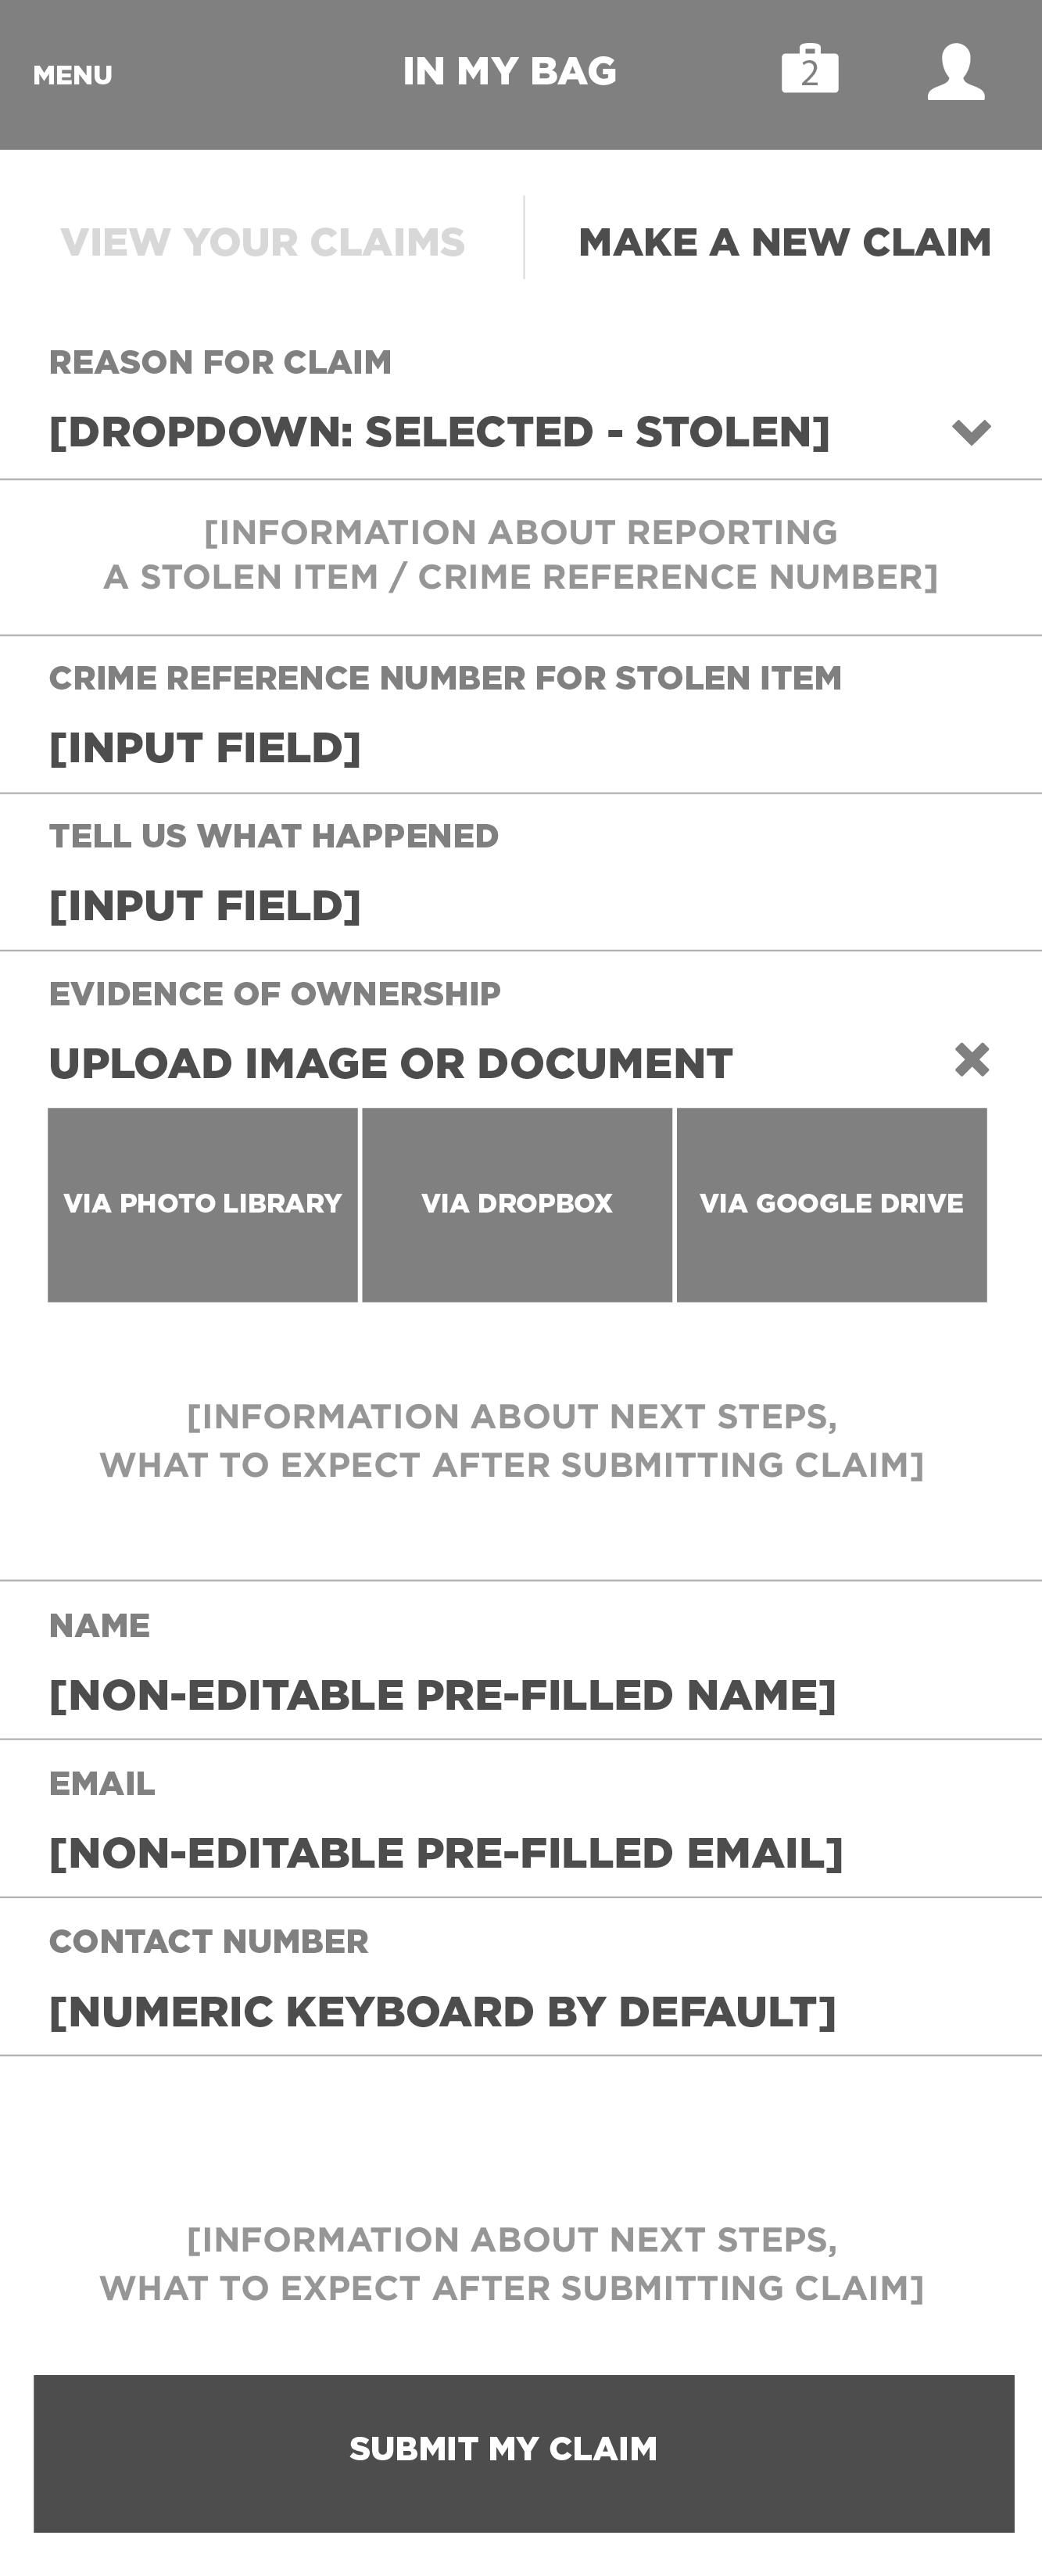 MENU
IN MY BAG
2
VIEW YOUR CLAIMS
MAKE A NEW CLAIM
REASON FOR CLAIM
[DROPDOWN: SELECTED - STOLEN]
[INFORMATION ABOUT REPORTING
A STOLEN ITEM / CRIME REFERENCE NUMBER]
CRIME REFERENCE NUMBER FOR STOLEN ITEM
[INPUT FIELD]
TELL US WHAT HAPPENED
[INPUT FIELD]
EVIDENCE OF OWNERSHIP
UPLOAD IMAGE OR DOCUMENT
VIA PHOTO LIBRARY
VIA DROPBOX
VIA GOOGLE DRIVE
[INFORMATION ABOUT NEXT STEPS,
WHAT TO EXPECT AFTER SUBMITTING CLAIM]
NAME
[NON-EDITABLE PRE-FILLED NAME]
EMAIL
[NON-EDITABLE PRE-FILLED EMAIL]
CONTACT NUMBER
[NUMERIC KEYBOARD BY DEFAULT]
[INFORMATION ABOUT NEXT STEPS,
WHAT TO EXPECT AFTER SUBMITTING CLAIM]
SUBMIT MY CLAIM